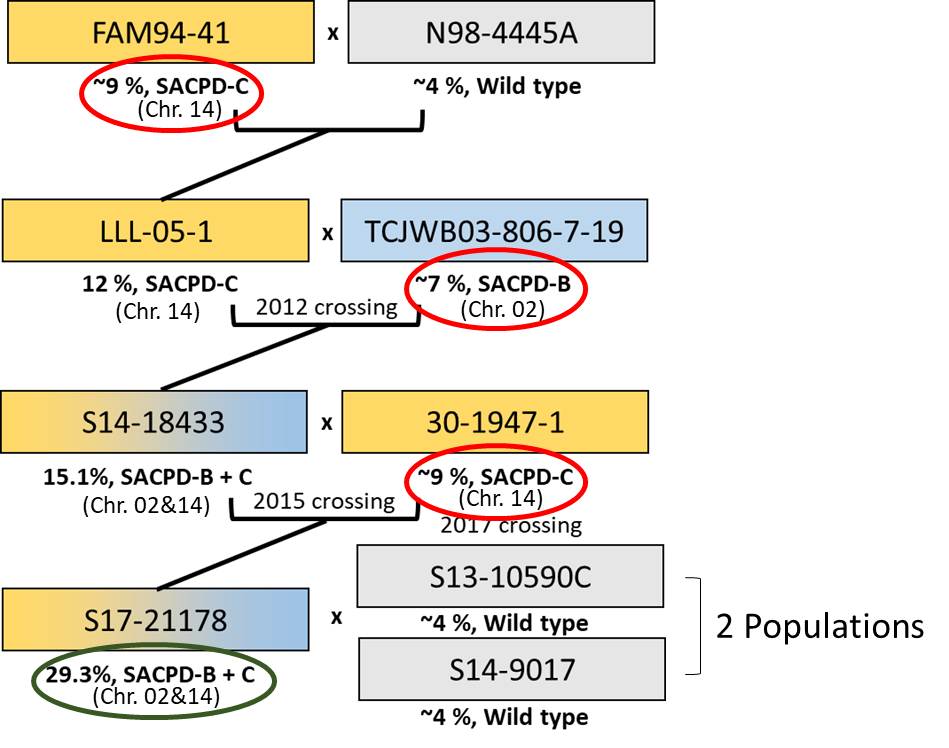 FAM94-41 x N98-4445A
~9 %, SACPD-C ~4 %, Wild type
(Chr. 14)
LLL-05-1 x TCJWB03-806-7-19
12 %, SACPD-C ~7 %, SACPD-B
(Chr. 14) 2012 crossing (Chr. 02)
S14-18433 x 30-1947-1
15.1%, SACPD-B + C ~9 %, SACPD-C
(Chr. 02&14) 2015 crossing (Chr. 14)
2017 crossing
S13-10590C
S17-21178 x ~4 %, Wild type 2 Populations
29.3%, SACPD-B + C S14-9017
(Chr. 02&14)
~4 %, Wild type